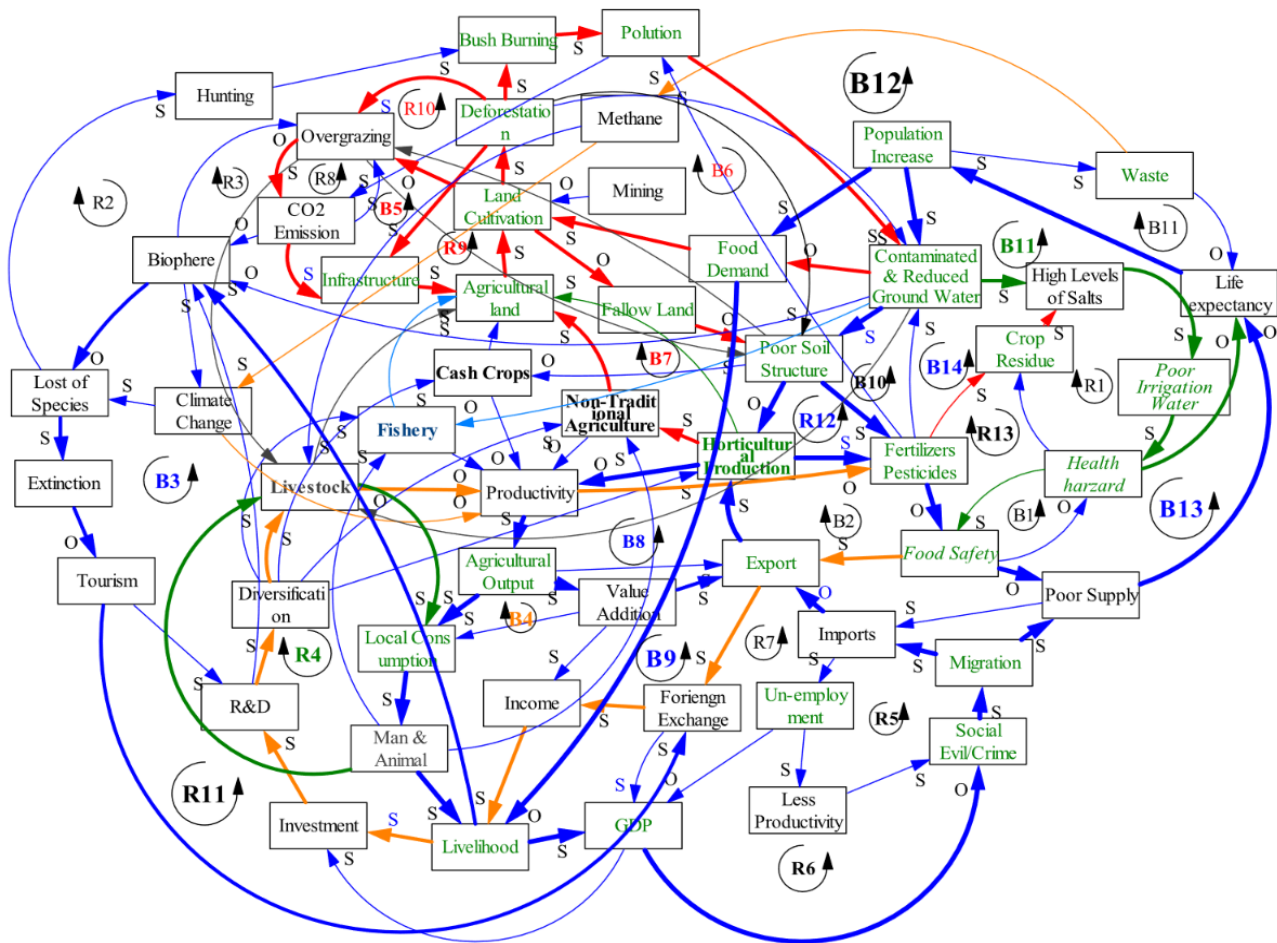 Bush Burning
Polution
Hunting
B12
R10
Deforestatio
n
Methane
Overgrazing
Population
Increase
R3
R8
B6
Waste
R2
Land
Cultivation
Mining
CO2
Emission
B5
B11
Biophere
R9
Food
Demand
Contaminated
& Reduced
Ground Water
B11
High Levels
of Salts
Life
expectancy
Infrastructure
Agricultural
land
Fallow Land
Poor Soil
Structure
Crop
Residue
B7
B14
R1
Lost of
Species
Climate
Change
Cash Crops
B10
Poor
Irrigation
Water
Non-Tradit
ional
Agriculture
R12
R13
Fishery
Horticultur
al
Production
Fertilizers
Pesticides
Health
harzard
Extinction
B3
Livestock
Productivity
B8
B2
B1
B13
Tourism
Agricultural
Output
Export
Food Safety
Diversificati
on
Value
Addition
Poor Supply
B4
R4
Local Cons
umption
B9
R7
Imports
Migration
R&D
Income
Foriengn
Exchange
Un-employ
ment
R5
Social
Evil/Crime
Man &
Animal
R11
Investment
Livelihood
GDP
Less
Productivity
R6